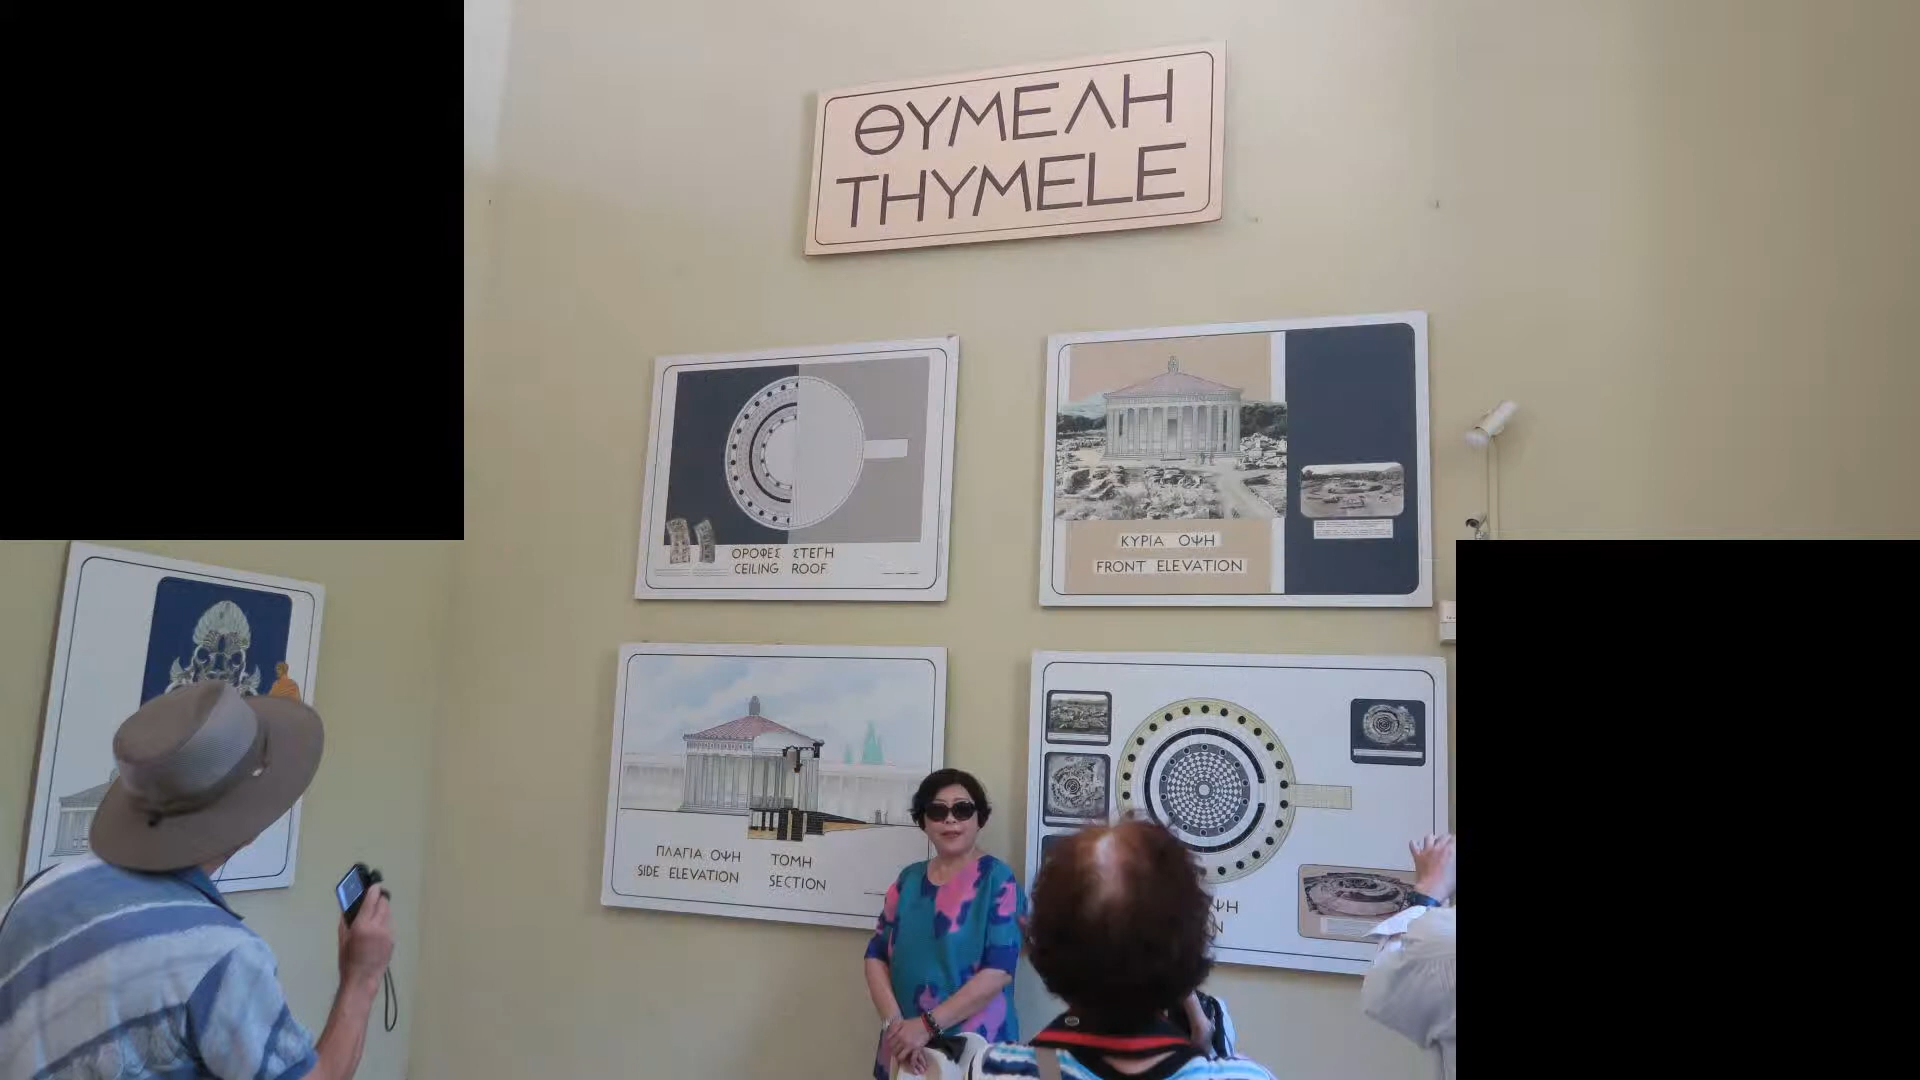 ΘΥΜΕΛΗ
THYMELE
ΟΡΟΦΕΣ ΣΤΕΓΗ
CEILING ROOF
ΚΥΡΙΑ ΟΨΗ
FRONT ELEVATION
ΠΛΑΓΙΑ ΟΨΗ ΤΟΜΗ
SIDE ELEVATION SECTION